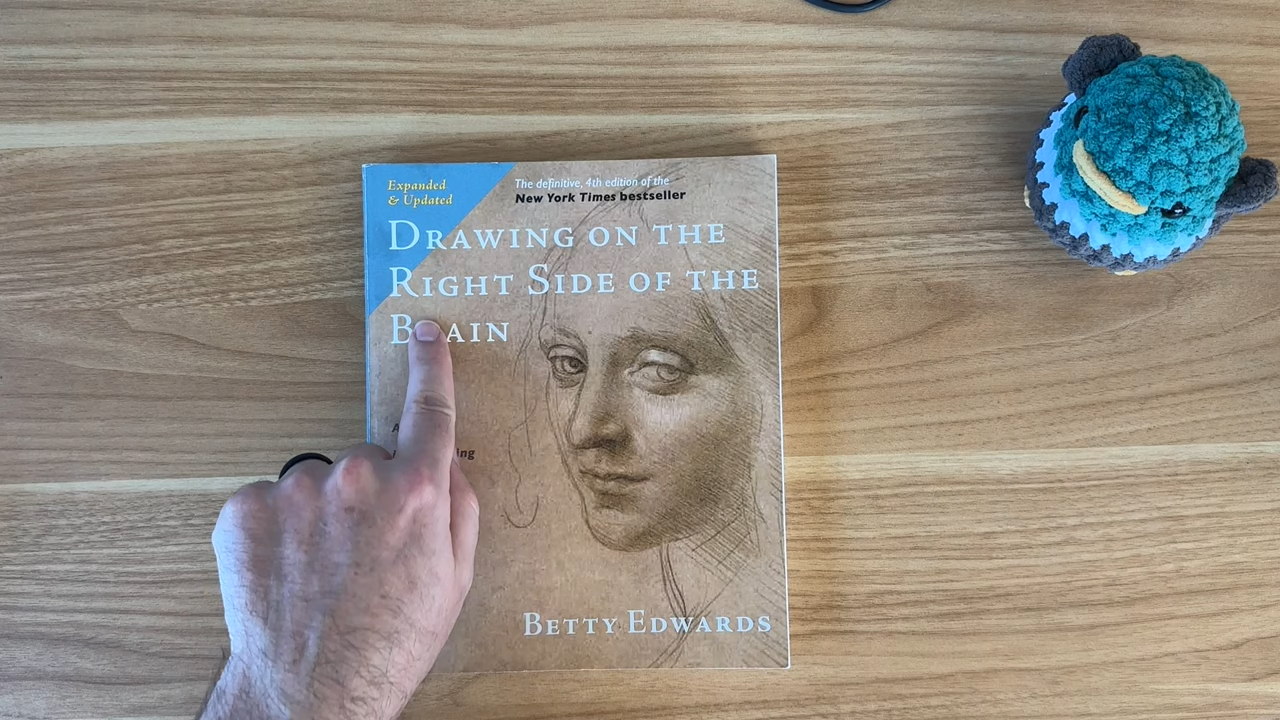 Expanded
& Updated
The definitive, 4th edition of the
New York Times bestseller
DRAWING ON THE
RIGHT SIDE OF THE
BRAIN
BETTY EDWARDS